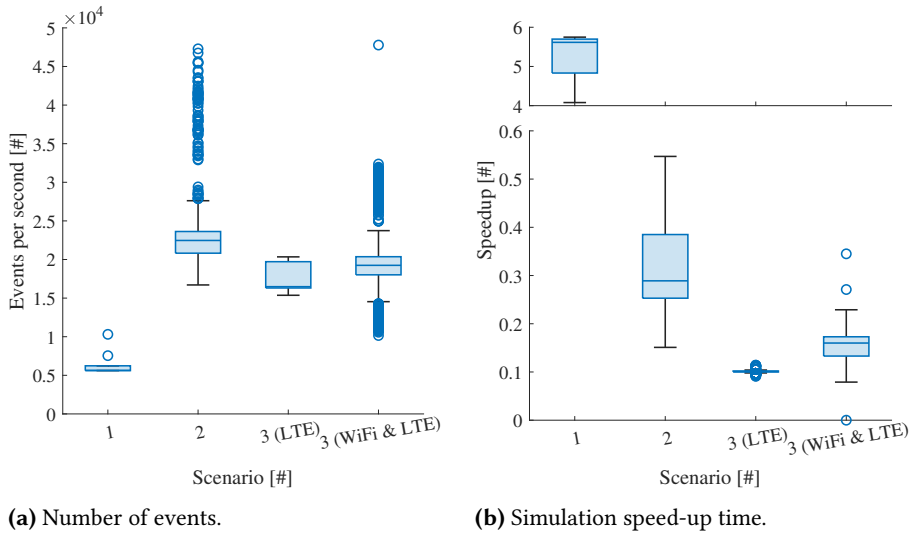 ×10⁴
5
4.5
4
3.5
3
2.5
2
1.5
1
0.5
0
Events per second [#]
1
2
3 (LTE)
3 (WiFi & LTE)
Scenario [#]
(a) Number of events.
6
5
4
0.6
0.5
0.4
0.3
0.2
0.1
0
Speedup [#]
1
2
3 (LTE)
3 (WiFi & LTE)
Scenario [#]
(b) Simulation speed-up time.